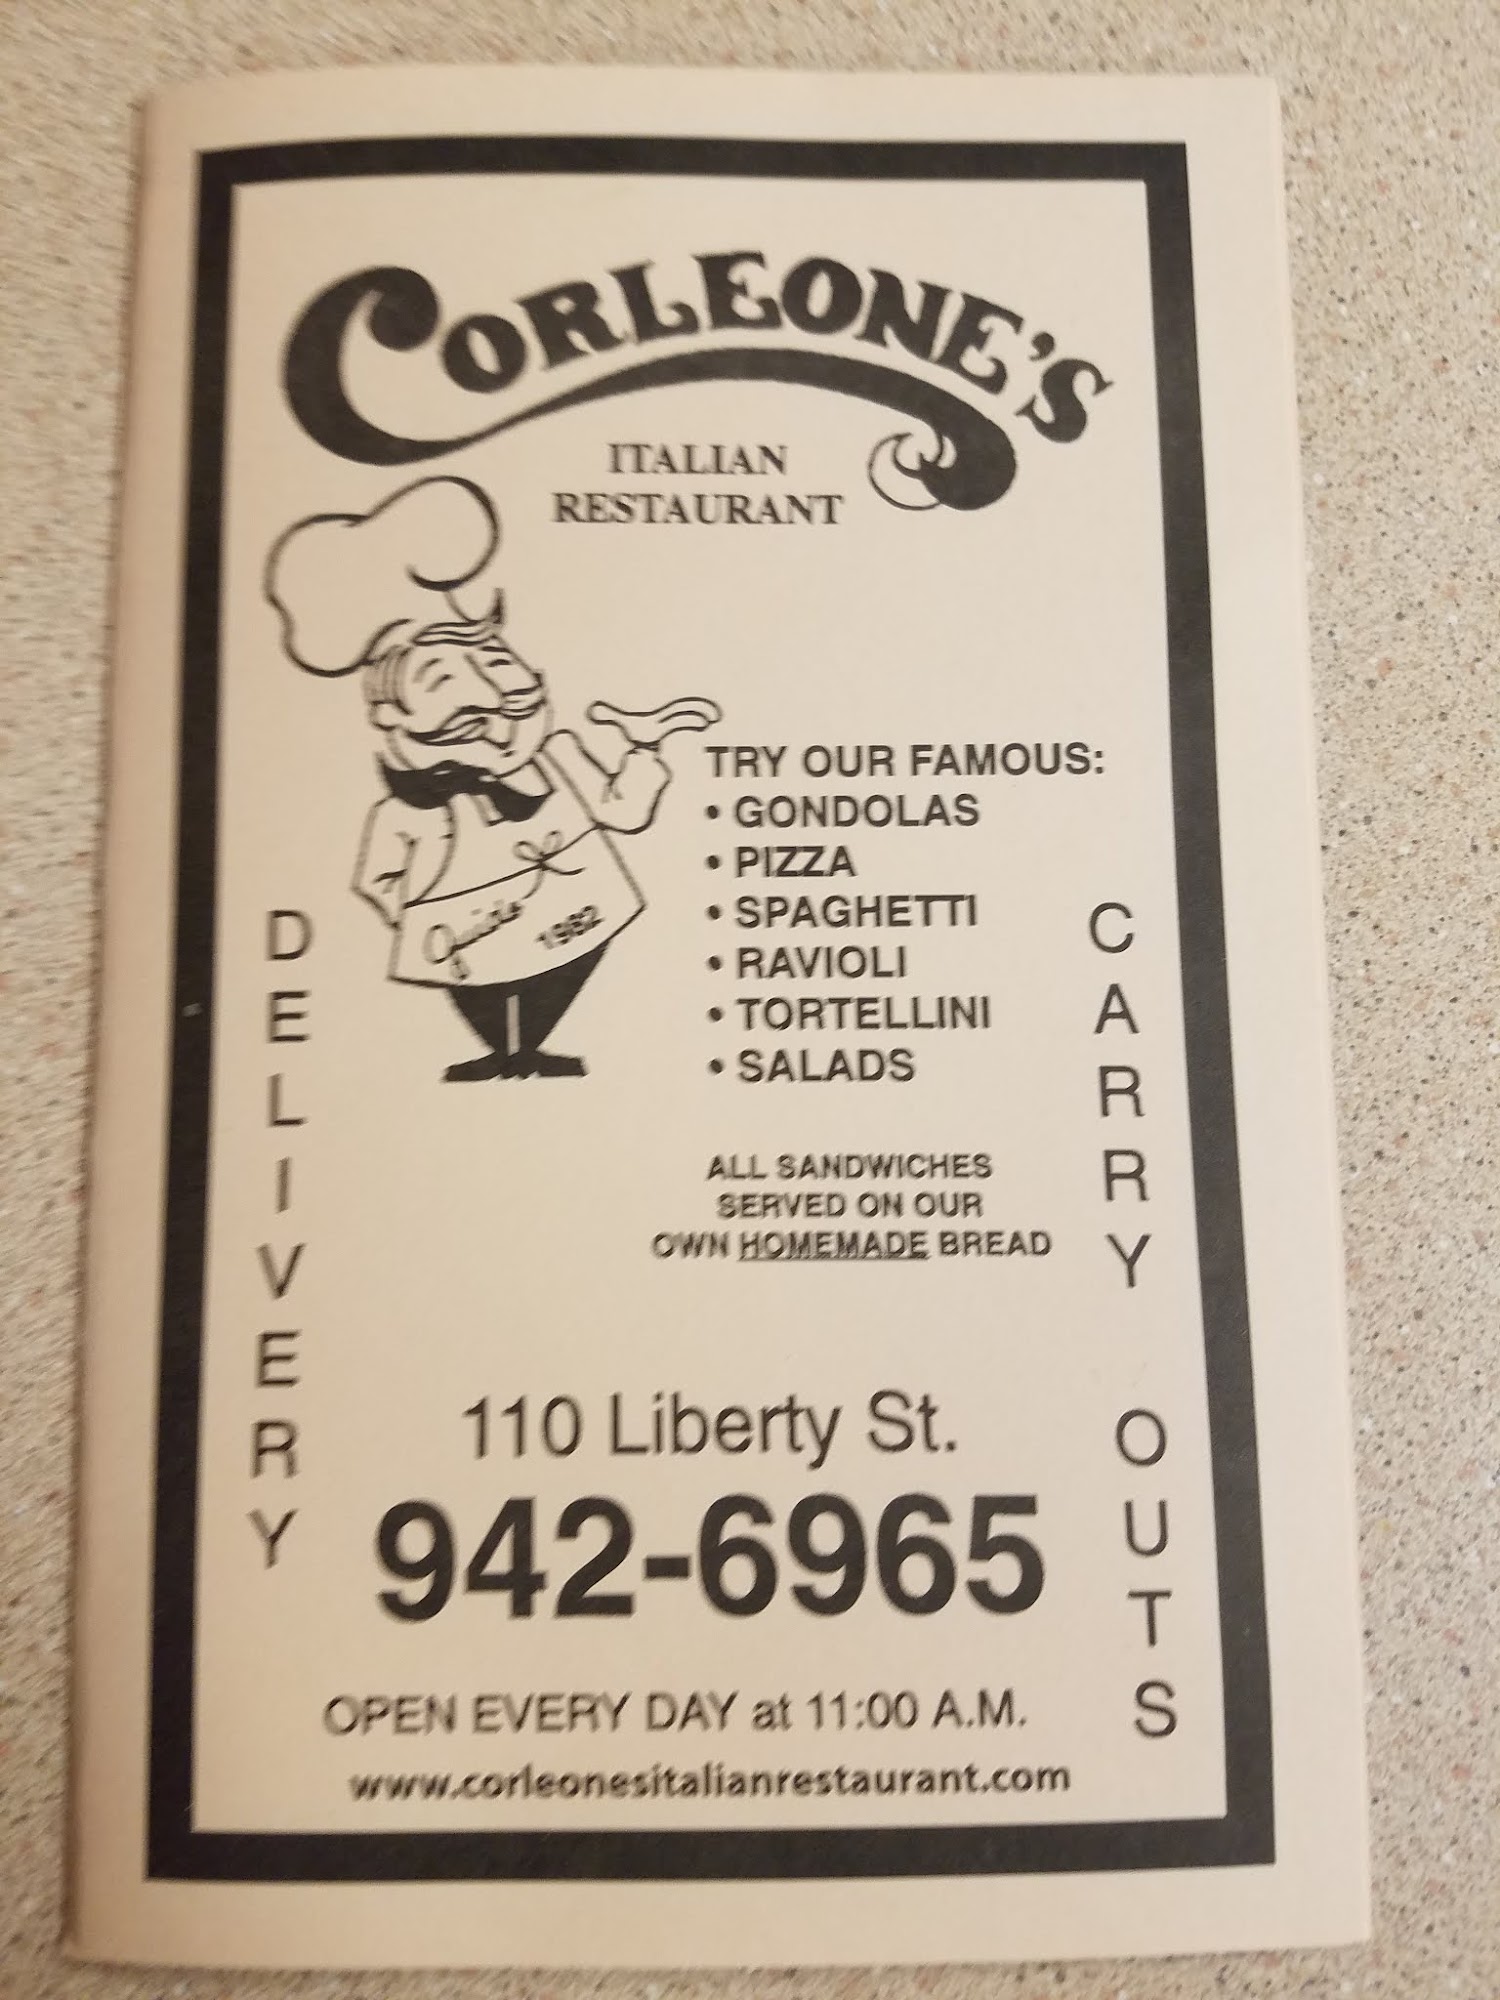 CORLEONE'S
ITALIAN
RESTAURANT
TRY OUR FAMOUS:
• GONDOLAS
• PIZZA
• SPAGHETTI
• RAVIOLI
• TORTELLINI
• SALADS
1982
DELIVERY
CARRY OUTS
ALL SANDWICHES
SERVED ON OUR
OWN HOMEMADE BREAD
110 Liberty St.
942-6965
OPEN EVERY DAY at 11:00 A.M.
www.corleonesitalianrestaurant.com